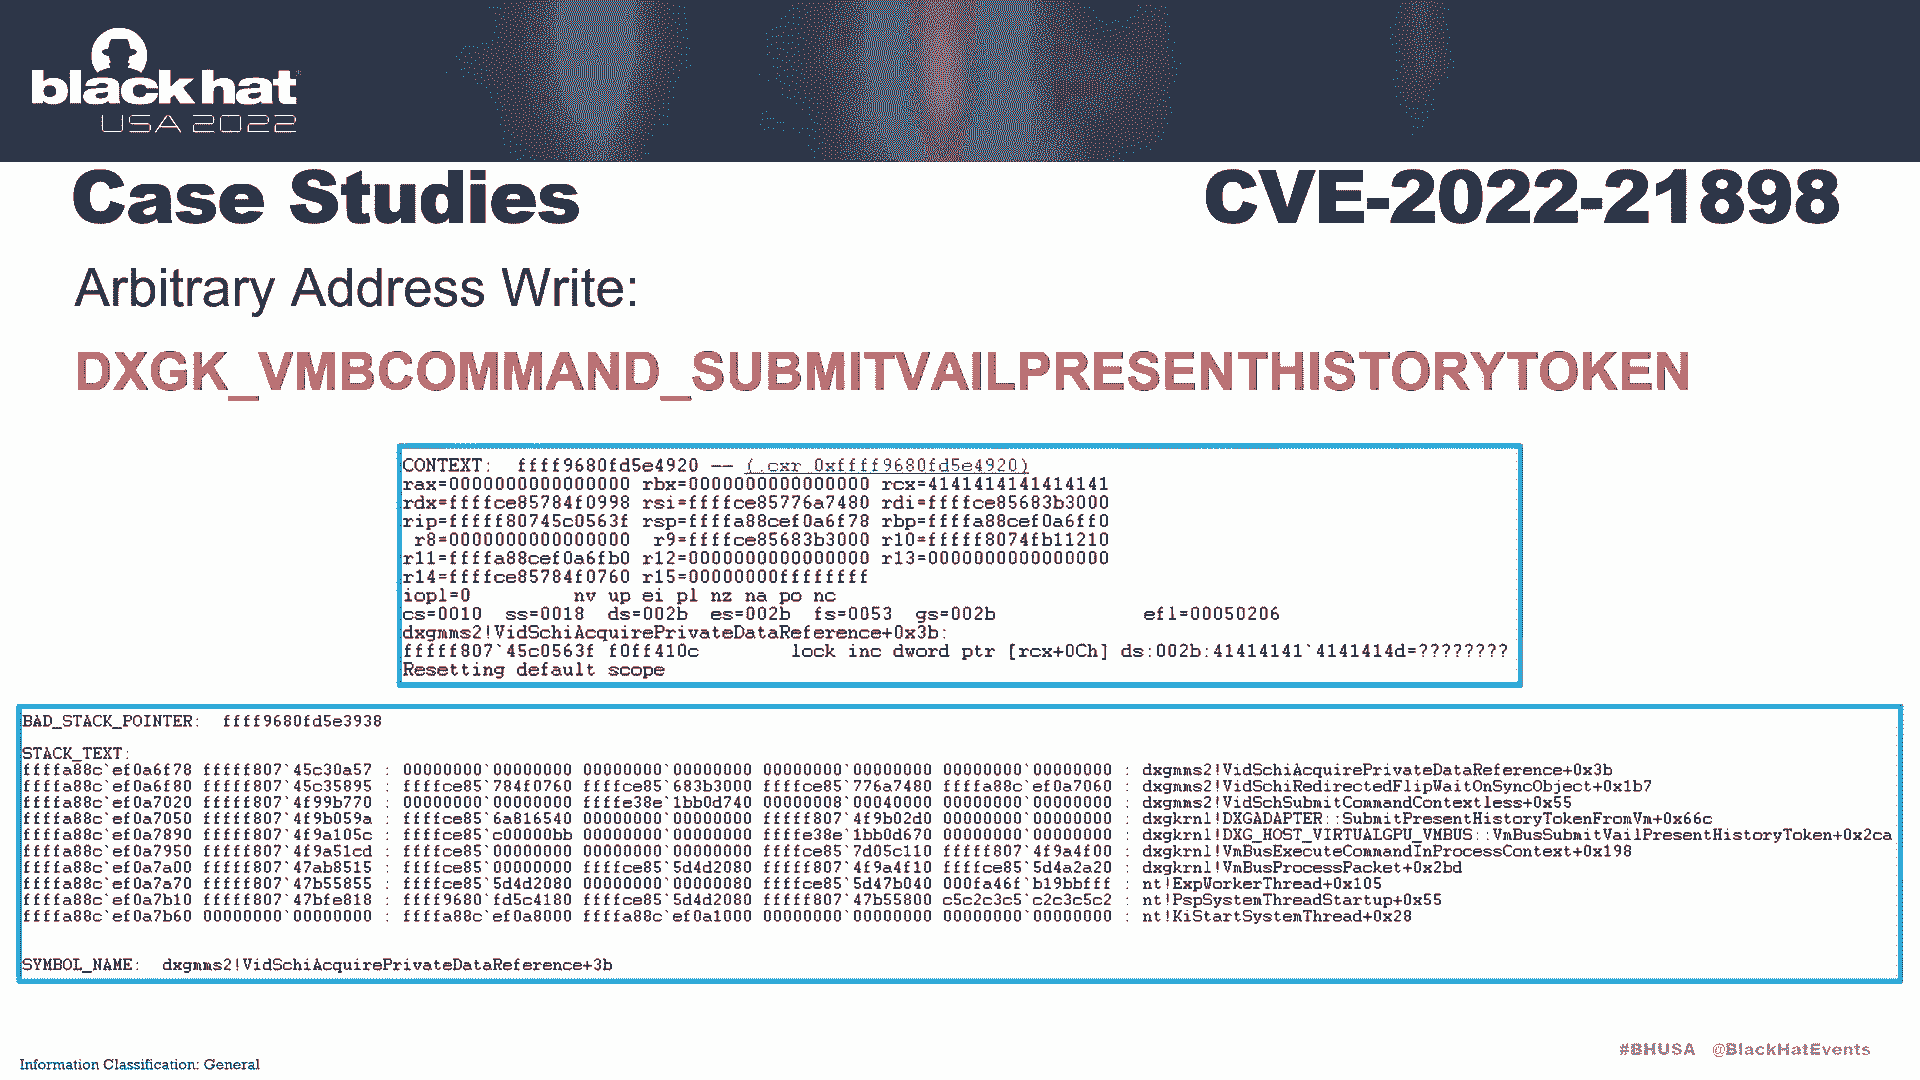 black hat
USA 2022
Case Studies
CVE-2022-21898
Arbitrary Address Write:
DXGK_VMBCOMMAND_SUBMITVAILPRESENTHISTORYTOKEN
CONTEXT:  ffff9680fd5e4920 -- (.cxr 0xffff9680fd5e4920)
rax=0000000000000000 rbx=0000000000000000 rcx=4141414141414141
rdx=ffffce85784f0998 rsi=ffffce85776a7480 rdi=ffffce85683b3000
rip=fffff80745c0563f rsp=ffffa88cef0a6f78 rbp=ffffa88cef0a6ff0
r8=0000000000000000  r9=ffffce85683b3000 r10=fffff8074fb11210
r11=ffffa88cef0a6fb0 r12=0000000000000000 r13=0000000000000000
r14=ffffce85784f0760 r15=00000000ffffffff
iopl=0         nv up ei pl nz na po nc
cs=0010  ss=0018  ds=002b  es=002b  fs=0053  gs=002b             efl=00050206
dxgmms2!VidSchiAcquirePrivateDataReference+0x3b:
fffff807`45c0563f f0ff410c        lock inc dword ptr [rcx+0Ch] ds:002b:41414141`4141414d=????????
Resetting default scope
BAD_STACK_POINTER:  ffff9680fd5e3938
STACK_TEXT:
ffffa88c`ef0a6f78 fffff807`45c30a57 : 00000000`00000000 00000000`00000000 00000000`00000000 00000000`00000000 : dxgmms2!VidSchiAcquirePrivateDataReference+0x3b
ffffa88c`ef0a6f80 fffff807`45c35895 : ffffce85`784f0760 ffffce85`683b3000 ffffce85`776a7480 ffffa88c`ef0a7060 : dxgmms2!VidSchiRedirectedFlipWaitOnSyncObject+0x1b7
ffffa88c`ef0a7020 fffff807`4f99b770 : 00000000`00000000 ffffe38e`1bb0d740 00000008`00040000 00000000`00000000 : dxgmms2!VidSchSubmitCommandContextless+0x55
ffffa88c`ef0a7050 fffff807`4f9b059a : ffffce85`6a816540 00000000`00000000 fffff807`4f9b02d0 00000000`00000000 : dxgkrnl!DXGADAPTER::SubmitPresentHistoryTokenFromVm+0x66c
ffffa88c`ef0a7890 fffff807`4f9a105c : ffffce85`c00000bb 00000000`00000000 ffffe38e`1bb0d670 00000000`00000000 : dxgkrnl!DXG_HOST_VIRTUALGPU_VMBUS::VmBusSubmitVailPresentHistoryToken+0x2ca
ffffa88c`ef0a7950 fffff807`4f9a51cd : ffffce85`00000000 00000000`00000000 ffffce85`7d05c110 fffff807`4f9a4f00 : dxgkrnl!VmBusExecuteCommandInProcessContext+0x198
ffffa88c`ef0a7a00 fffff807`47ab8515 : ffffce85`00000000 ffffce85`5d4d2080 fffff807`4f9a4f10 ffffce85`5d4a2a20 : dxgkrnl!VmBusProcessPacket+0x2bd
ffffa88c`ef0a7a70 fffff807`47b55855 : ffffce85`5d4d2080 00000000`00000080 ffffce85`5d47b040 000fa46f`b19bbfff : nt!ExpWorkerThread+0x105
ffffa88c`ef0a7b10 fffff807`47bfe818 : ffff9680`fd5c4180 ffffce85`5d4d2080 fffff807`47b55800 c5c2c3c5`c2c3c5c2 : nt!PspSystemThreadStartup+0x55
ffffa88c`ef0a7b60 00000000`00000000 : ffffa88c`ef0a8000 ffffa88c`ef0a1000 00000000`00000000 00000000`00000000 : nt!KiStartSystemThread+0x28
SYMBOL_NAME:  dxgmms2!VidSchiAcquirePrivateDataReference+3b
#BHUSA @BlackHatEvents
Information Classification: General